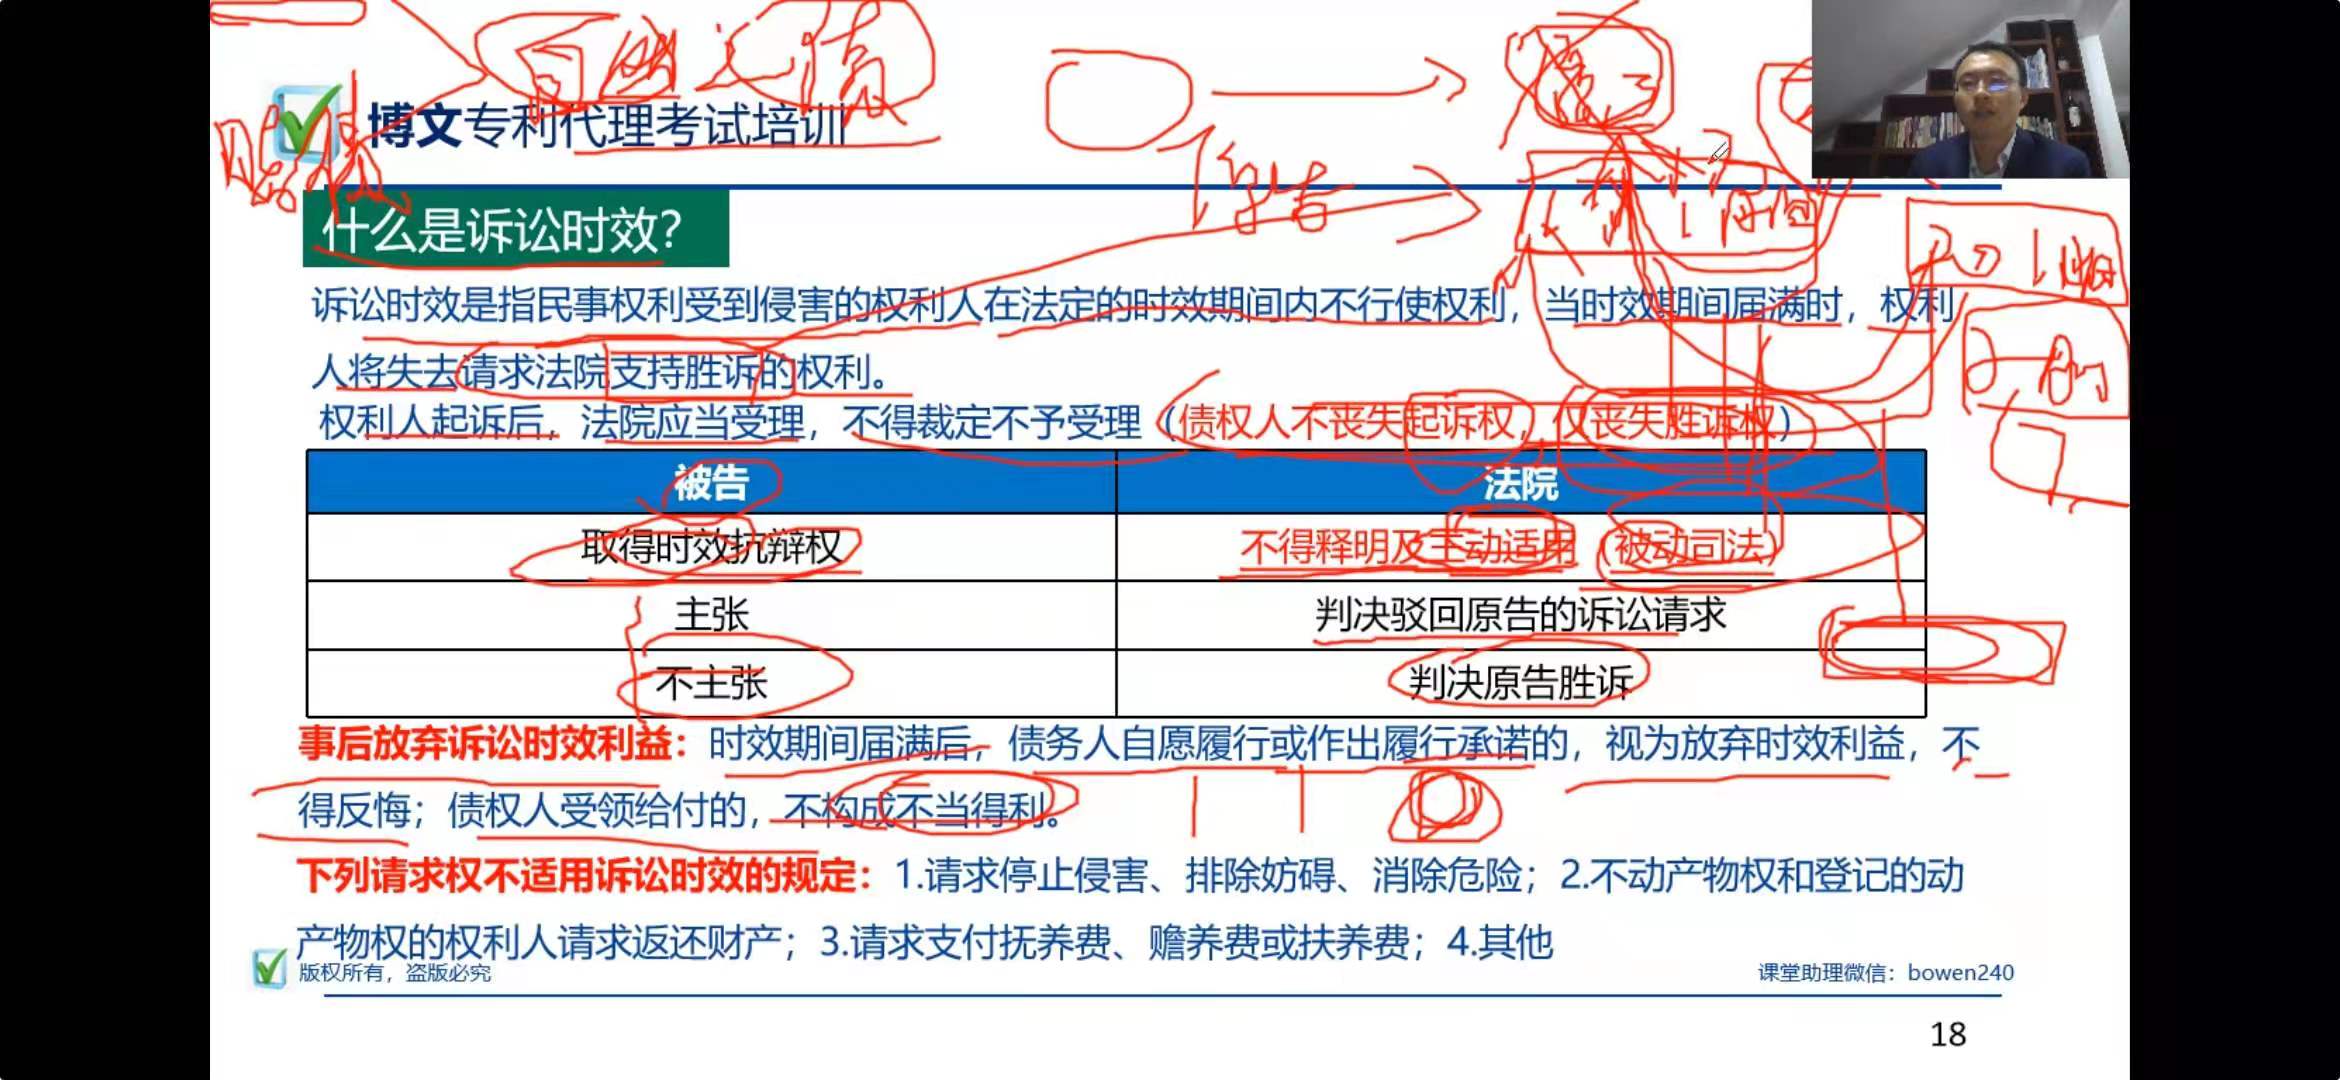 博文专利代理考试培训
什么是诉讼时效？
诉讼时效是指民事权利受到侵害的权利人在法定的时效期间内不行使权利，当时效期间届满时，权利
人将失去请求法院支持胜诉的权利。
权利人起诉后，法院应当受理，不得裁定不予受理（债权人不丧失起诉权，仅丧失胜诉权）
被告 法院
取得时效抗辩权 不得释明及主动适用（被动司法）
主张 判决驳回原告的诉讼请求
不主张 判决原告胜诉
事后放弃诉讼时效利益：时效期间届满后，债务人自愿履行或作出履行承诺的，视为放弃时效利益，不
得反悔；债权人受领给付的，不构成不当得利。
下列请求权不适用诉讼时效的规定：1.请求停止侵害、排除妨碍、消除危险；2.不动产物权和登记的动
产物权的权利人请求返还财产；3.请求支付抚养费、赡养费或扶养费；4.其他
版权所有，盗版必究 课堂助理微信：bowen240
18